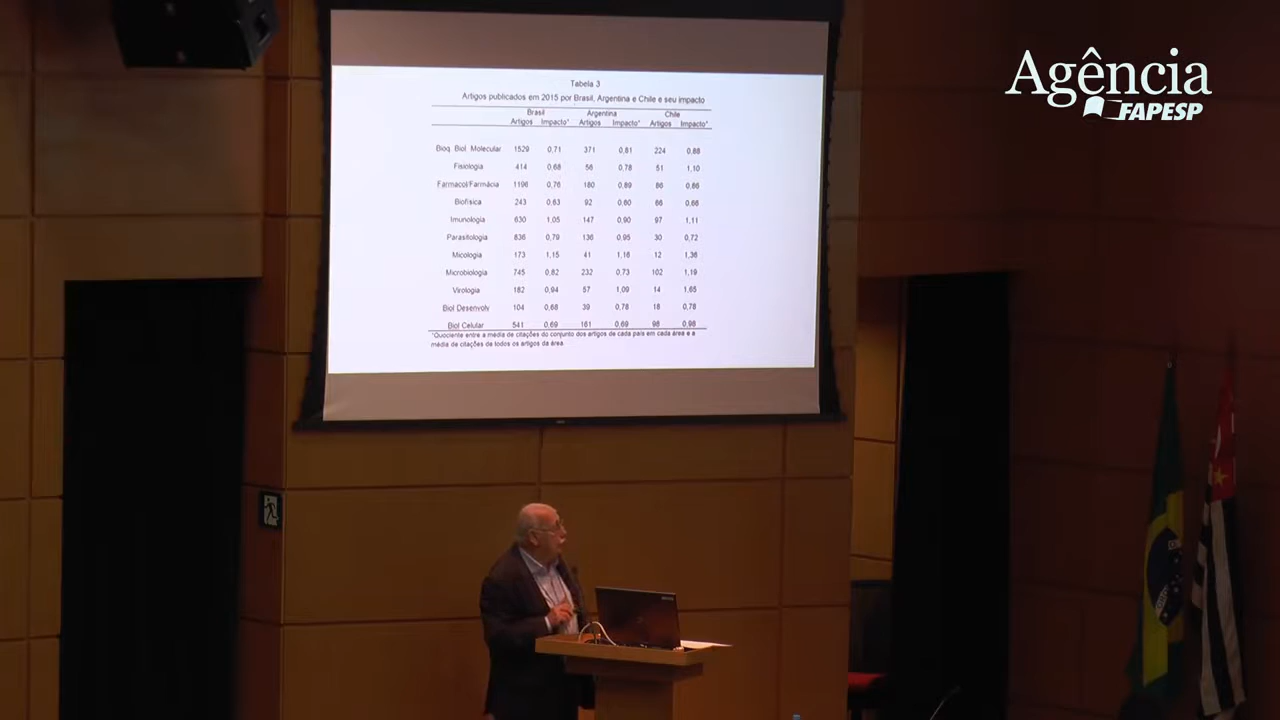 Agência
FAPESP
Tabela 3
Artigos publicados em 2015 por Brasil, Argentina e Chile e seu impacto
Brasil Argentina Chile
Artigos Impacto* Artigos Impacto* Artigos Impacto*
Bioq Biol Molecular 1529 0,71 371 0,81 224 0,88
Fisiologia 414 0,68 56 0,78 51 1,10
Farmacol/Farmácia 1196 0,76 180 0,89 86 0,86
Biofísica 243 0,63 92 0,60 66 0,66
Imunologia 630 1,05 147 0,90 97 1,11
Parasitologia 836 0,79 136 0,95 30 0,72
Micologia 173 1,15 41 1,16 12 1,36
Microbiologia 745 0,82 232 0,73 102 1,19
Virologia 182 0,94 57 1,09 14 1,65
Biol Desenvolv 104 0,68 39 0,78 18 0,78
Biol Celular 541 0,69 161 0,69 98 0,98
*Quociente entre a média de citações do conjunto dos artigos de cada país em cada área e a
média de citações de todos os artigos da área